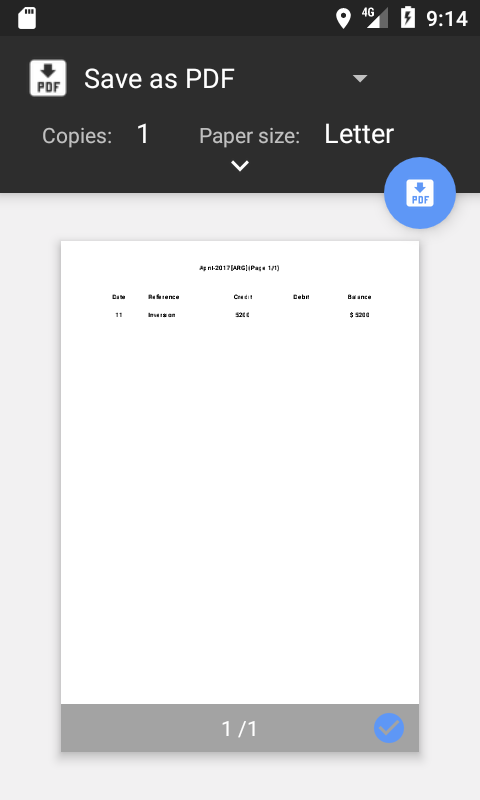 4G 9:14
PDF Save as PDF
Copies: 1 Paper size: Letter
PDF
April-2017[ARG](Page 1/1)
Date Reference Credit Debit Balance
11 Inversion 5200 $ 5200
1 /1